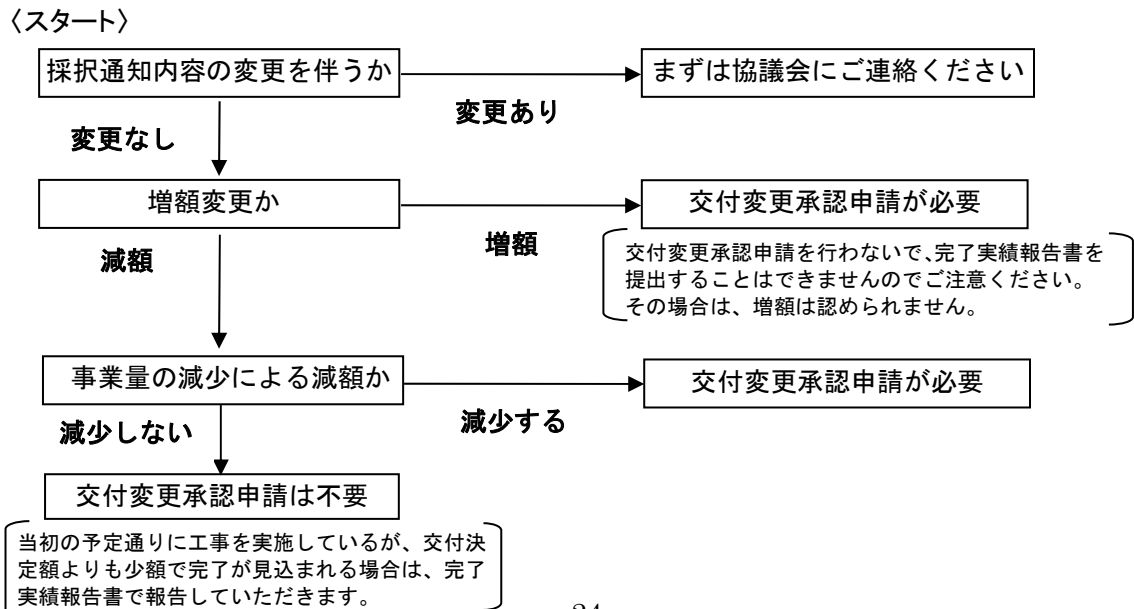 〈スタート〉
採択通知内容の変更を伴うか
まずは協議会にご連絡ください
変更あり
変更なし
増額変更か
交付変更承認申請が必要
増額
減額
交付変更承認申請を行わないで、完了実績報告書を
提出することはできませんのでご注意ください。
その場合は、増額は認められません。
事業量の減少による減額か
交付変更承認申請が必要
減少する
減少しない
交付変更承認申請は不要
当初の予定通りに工事を実施しているが、交付決
定額よりも少額で完了が見込まれる場合は、完了
実績報告書で報告していただきます。